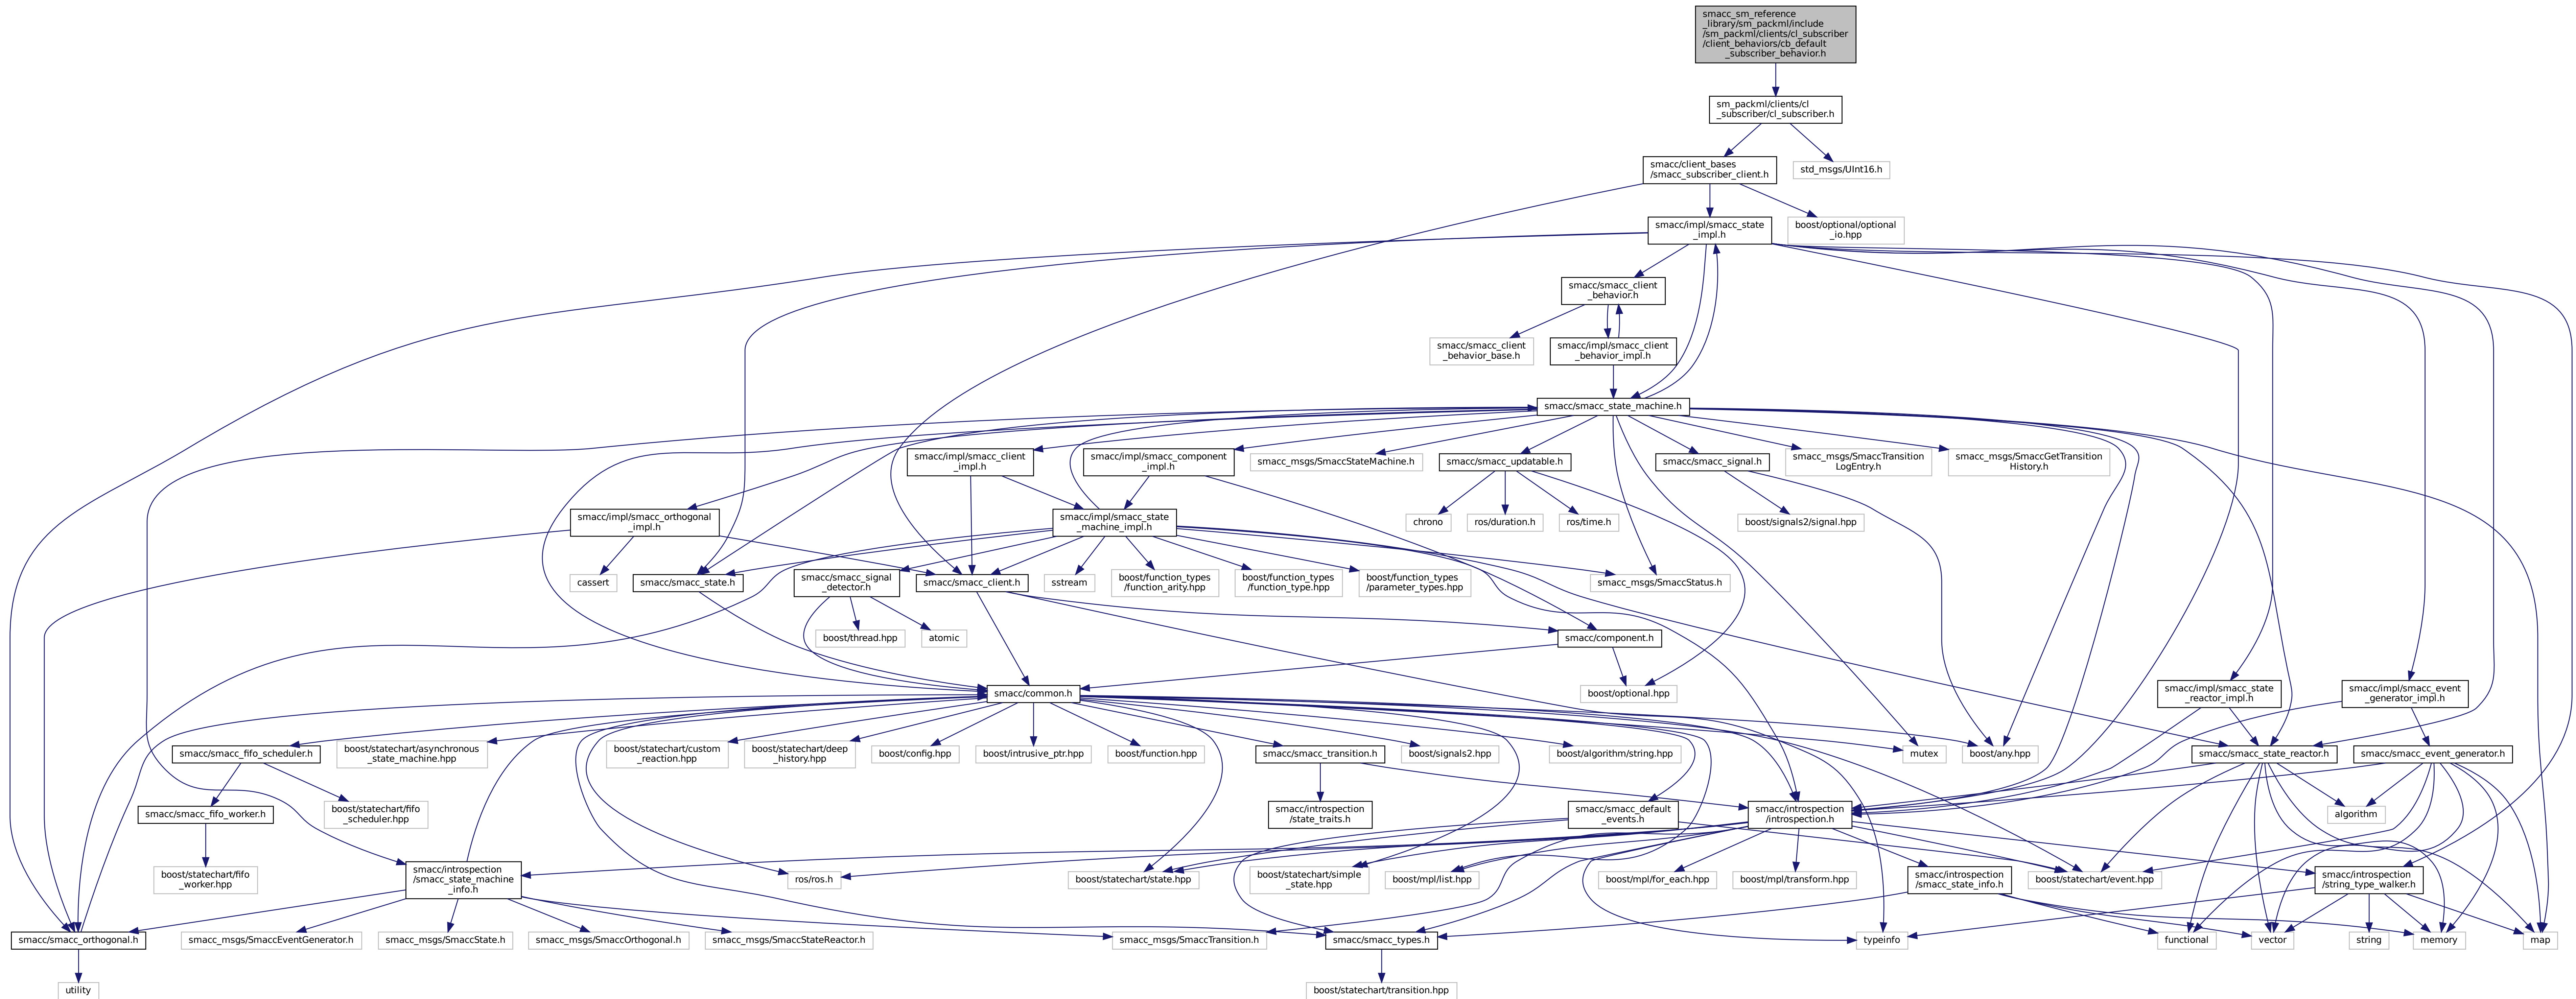 smacc_sm_reference
_library/sm_packml/include
/sm_packml/clients/cl_subscriber
/client_behaviors/cb_default
_subscriber_behavior.h
sm_packml/clients/cl
_subscriber/cl_subscriber.h
smacc/client_bases
/smacc_subscriber_client.h
std_msgs/UInt16.h
smacc/impl/smacc_state
_impl.h
boost/optional/optional
_io.hpp
smacc/smacc_client
_behavior.h
smacc/smacc_client
_behavior_base.h
smacc/impl/smacc_client
_behavior_impl.h
smacc/smacc_state_machine.h
smacc/impl/smacc_client
_impl.h
smacc/impl/smacc_component
_impl.h
smacc_msgs/SmaccStateMachine.h
smacc/smacc_updatable.h
smacc/smacc_signal.h
smacc_msgs/SmaccTransition
LogEntry.h
smacc_msgs/SmaccGetTransition
History.h
smacc/impl/smacc_orthogonal
_impl.h
smacc/impl/smacc_state
_machine_impl.h
chrono
ros/duration.h
ros/time.h
boost/signals2/signal.hpp
cassert
smacc/smacc_state.h
smacc/smacc_signal
_detector.h
smacc/smacc_client.h
sstream
boost/function_types
/function_arity.hpp
boost/function_types
/function_type.hpp
boost/function_types
/parameter_types.hpp
smacc_msgs/SmaccStatus.h
boost/thread.hpp
atomic
smacc/component.h
smacc/common.h
boost/optional.hpp
smacc/impl/smacc_state
_reactor_impl.h
smacc/impl/smacc_event
_generator_impl.h
smacc/smacc_fifo_scheduler.h
boost/statechart/asynchronous
_state_machine.hpp
boost/statechart/custom
_reaction.hpp
boost/statechart/deep
_history.hpp
boost/config.hpp
boost/intrusive_ptr.hpp
boost/function.hpp
smacc/smacc_transition.h
boost/signals2.hpp
boost/algorithm/string.hpp
mutex
boost/any.hpp
smacc/smacc_state_reactor.h
smacc/smacc_event_generator.h
smacc/smacc_fifo_worker.h
boost/statechart/fifo
_scheduler.hpp
smacc/introspection
/state_traits.h
smacc/smacc_default
_events.h
smacc/introspection
/introspection.h
algorithm
boost/statechart/fifo
_worker.hpp
smacc/introspection
/smacc_state_machine
_info.h
ros/ros.h
boost/statechart/state.hpp
boost/statechart/simple
_state.hpp
boost/mpl/list.hpp
boost/mpl/for_each.hpp
boost/mpl/transform.hpp
smacc/introspection
/smacc_state_info.h
boost/statechart/event.hpp
smacc/introspection
/string_type_walker.h
smacc/smacc_orthogonal.h
smacc_msgs/SmaccEventGenerator.h
smacc_msgs/SmaccState.h
smacc_msgs/SmaccOrthogonal.h
smacc_msgs/SmaccStateReactor.h
smacc_msgs/SmaccTransition.h
smacc/smacc_types.h
typeinfo
functional
vector
string
memory
map
utility
boost/statechart/transition.hpp